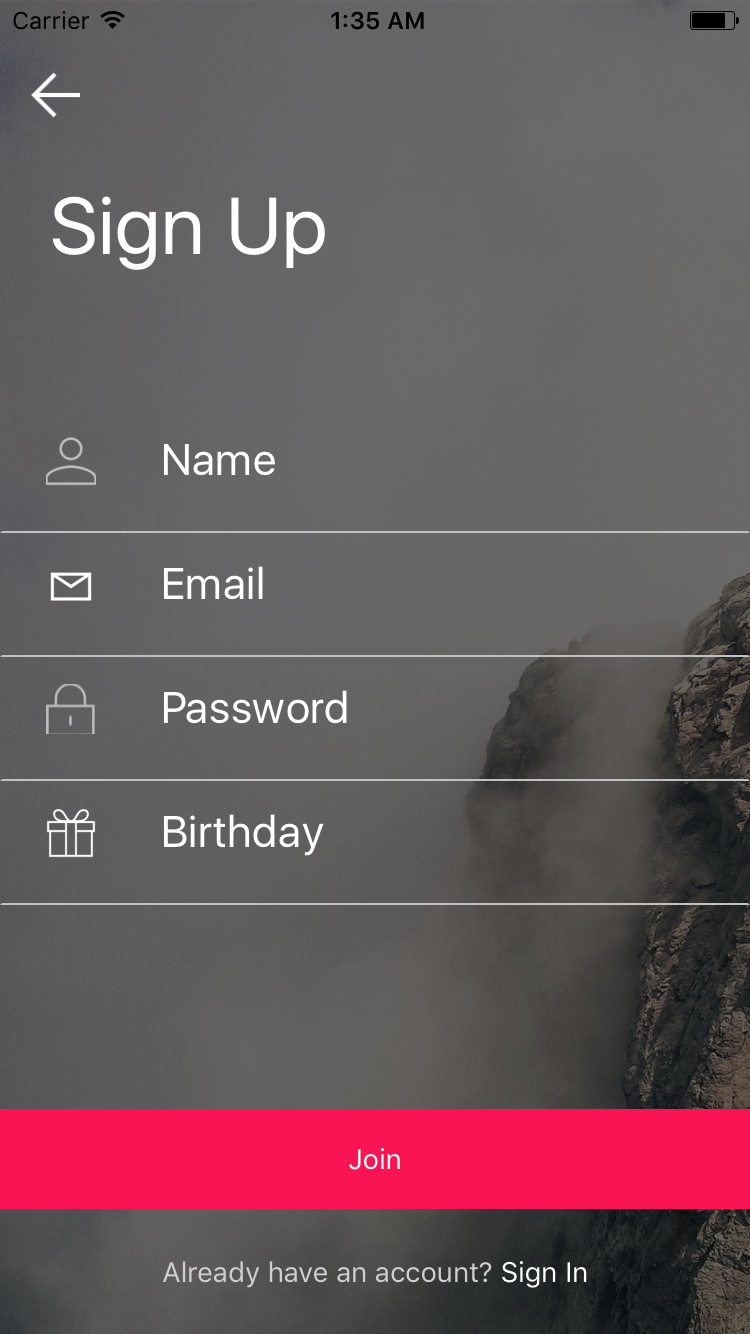 Carrier 1:35 AM
Sign Up
Name
Email
Password
Birthday
Join
Already have an account? Sign In